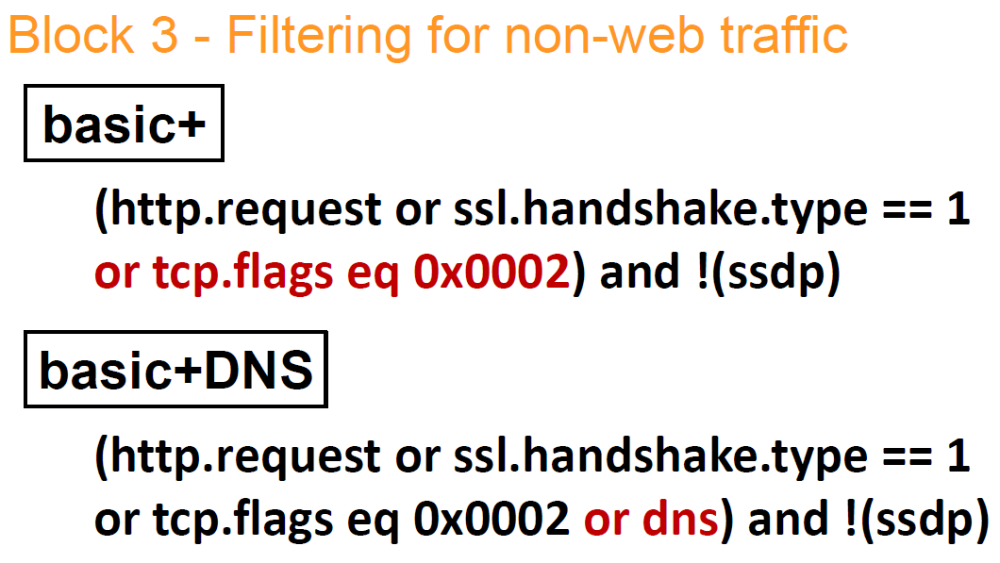 Block 3 - Filtering for non-web traffic
basic+
(http.request or ssl.handshake.type == 1
or tcp.flags eq 0x0002) and !(ssdp)
basic+DNS
(http.request or ssl.handshake.type == 1
or tcp.flags eq 0x0002 or dns) and !(ssdp)